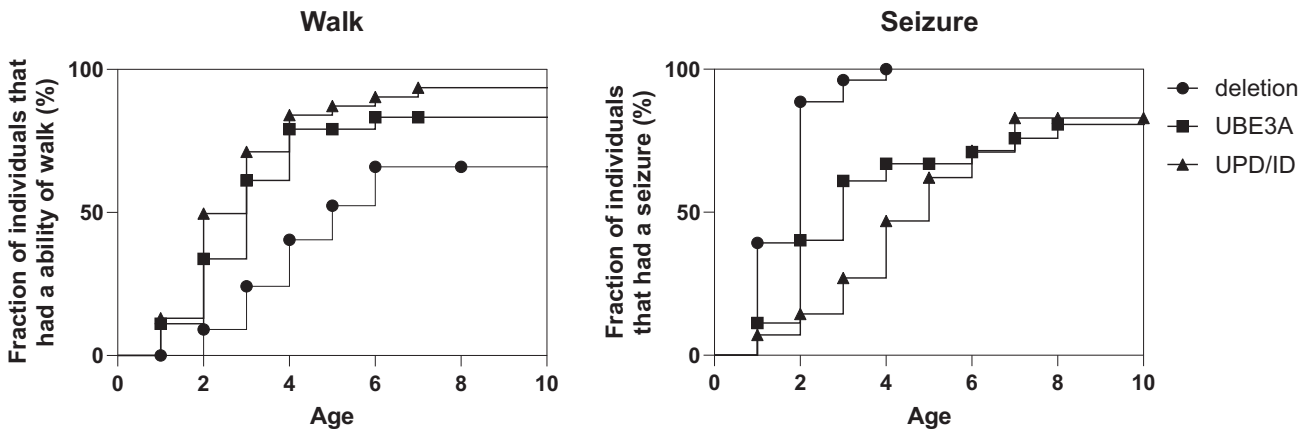 Walk
Fraction of individuals that
had a ability of walk (%)
100
50
0
0 2 4 6 8 10
Age
Seizure
Fraction of individuals
that had a seizure (%)
100
50
0
0 2 4 6 8 10
Age
deletion
UBE3A
UPD/ID